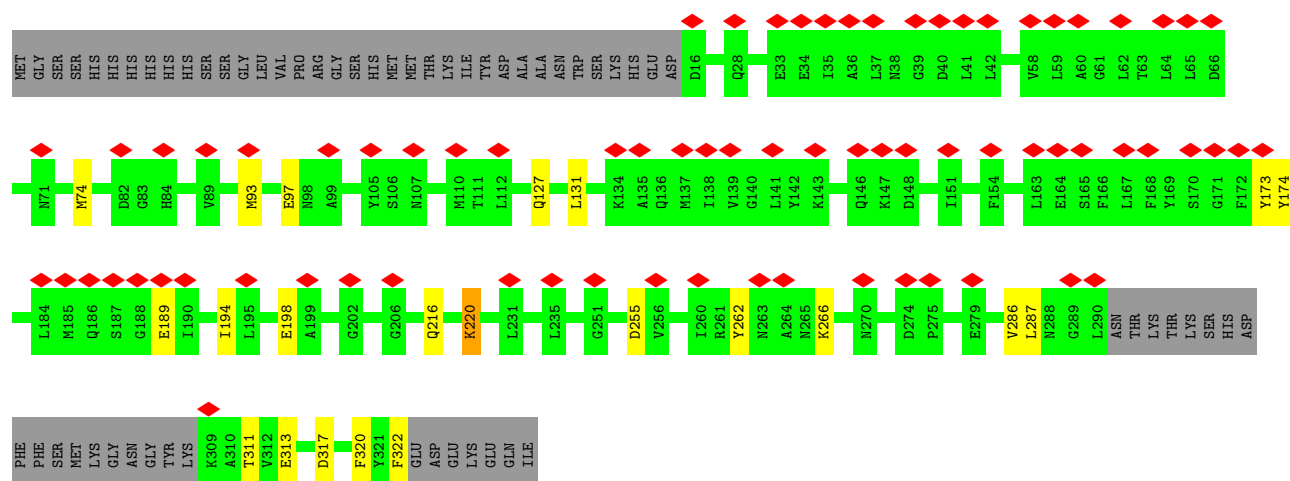 MET GLY SER SER HIS HIS HIS HIS HIS HIS SER SER GLY LEU VAL PRO ARG GLY SER HIS MET MET THR LYS ILE TYR ASP ALA ALA ASN TRP SER LYS HIS GLU ASP D16 Q28 E33 E34 I35 A36 L37 N38 G39 D40 L41 L42 V58 L59 A60 G61 L62 T63 L64 L65 D66
N71 M74 D82 G83 H84 V89 M93 E97 N98 A99 Y105 S106 N107 M110 T111 L112 Q127 L131 K134 A135 Q136 M137 I138 V139 G140 L141 Y142 K143 Q146 K147 D148 I151 F154 L163 E164 S165 F166 L167 F168 Y169 S170 G171 F172 Y173 Y174
L184 M185 Q186 S187 G188 E189 I190 I194 L195 E198 A199 G202 G206 Q216 K220 L231 L235 G251 D255 V256 I260 R261 Y262 N263 A264 N265 K266 N270 D274 P275 E279 V286 L287 N288 G289 L290 ASN THR LYS THR LYS SER HIS ASP
PHE PHE SER MET LYS GLY ASN GLY TYR LYS K309 A310 T311 V312 E313 D317 F320 Y321 F322 GLU ASP GLU LYS GLU GLN ILE